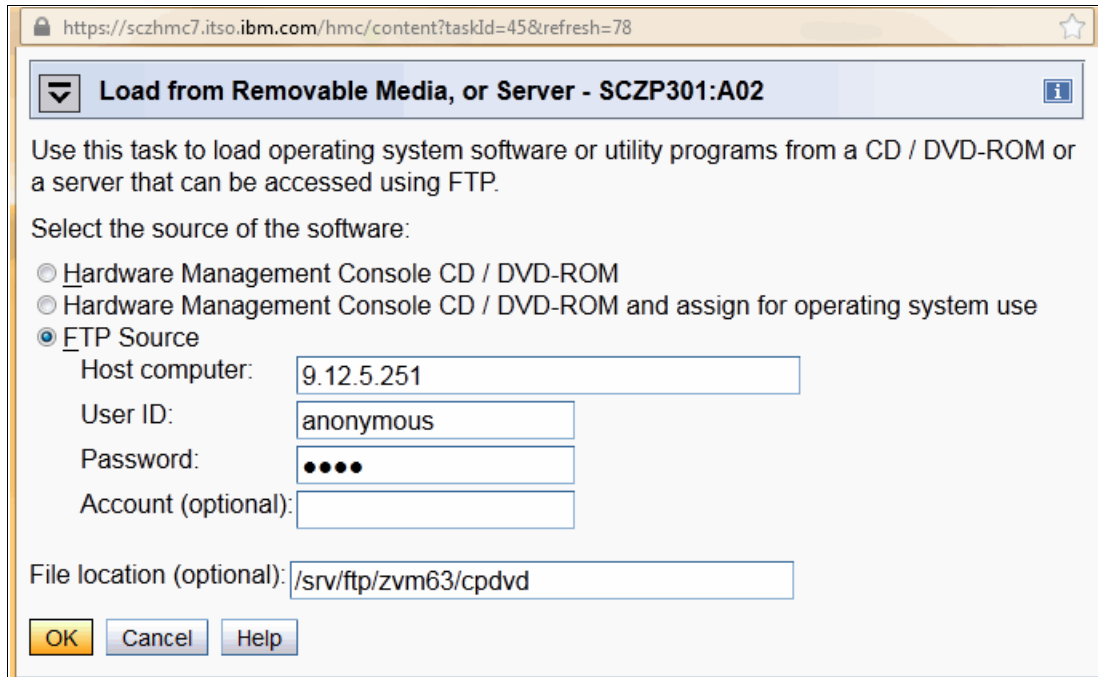 https://sczhmc7.itso.ibm.com/hmc/content?taskId=45&refresh=78
Load from Removable Media, or Server - SCZP301:A02
i
Use this task to load operating system software or utility programs from a CD / DVD-ROM or
a server that can be accessed using FTP.
Select the source of the software:
Hardware Management Console CD / DVD-ROM
Hardware Management Console CD / DVD-ROM and assign for operating system use
FTP Source
Host computer: 9.12.5.251
User ID: anonymous
Password: ●●●●
Account (optional):
File location (optional): /srv/ftp/zvm63/cpdvd
OK Cancel Help